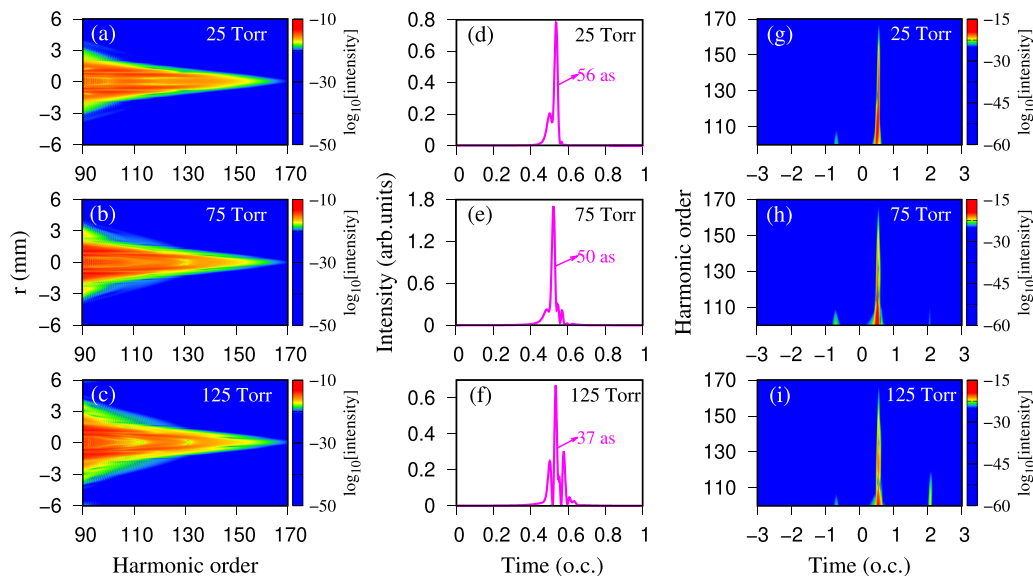 (a) 25 Torr
6
3
0
−3
−6
90 110 130 150 170
−10
−30
−50
log10[intensity]
(b) 75 Torr
6
3
0
−3
−6
90 110 130 150 170
−10
−30
−50
log10[intensity]
(c) 125 Torr
6
3
0
−3
−6
90 110 130 150 170
−10
−30
−50
log10[intensity]
r (mm)
Harmonic order
(d) 25 Torr
56 as
0.8
0.6
0.4
0.2
0
0 0.2 0.4 0.6 0.8 1
(e) 75 Torr
50 as
1.8
1.2
0.6
0
0 0.2 0.4 0.6 0.8 1
(f) 125 Torr
37 as
0.6
0.4
0.2
0
0 0.2 0.4 0.6 0.8 1
Intensity (arb.units)
Time (o.c.)
(g) 25 Torr
170
150
130
110
−3 −2 −1 0 1 2 3
−15
−30
−45
−60
log10[intensity]
(h) 75 Torr
170
150
130
110
−3 −2 −1 0 1 2 3
−15
−30
−45
−60
log10[intensity]
(i) 125 Torr
170
150
130
110
−3 −2 −1 0 1 2 3
−15
−30
−45
−60
log10[intensity]
Harmonic order
Time (o.c.)